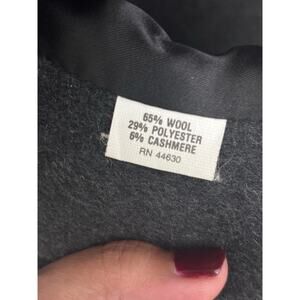 65% WOOL
29% POLYESTER
6% CASHMERE
RN 44630